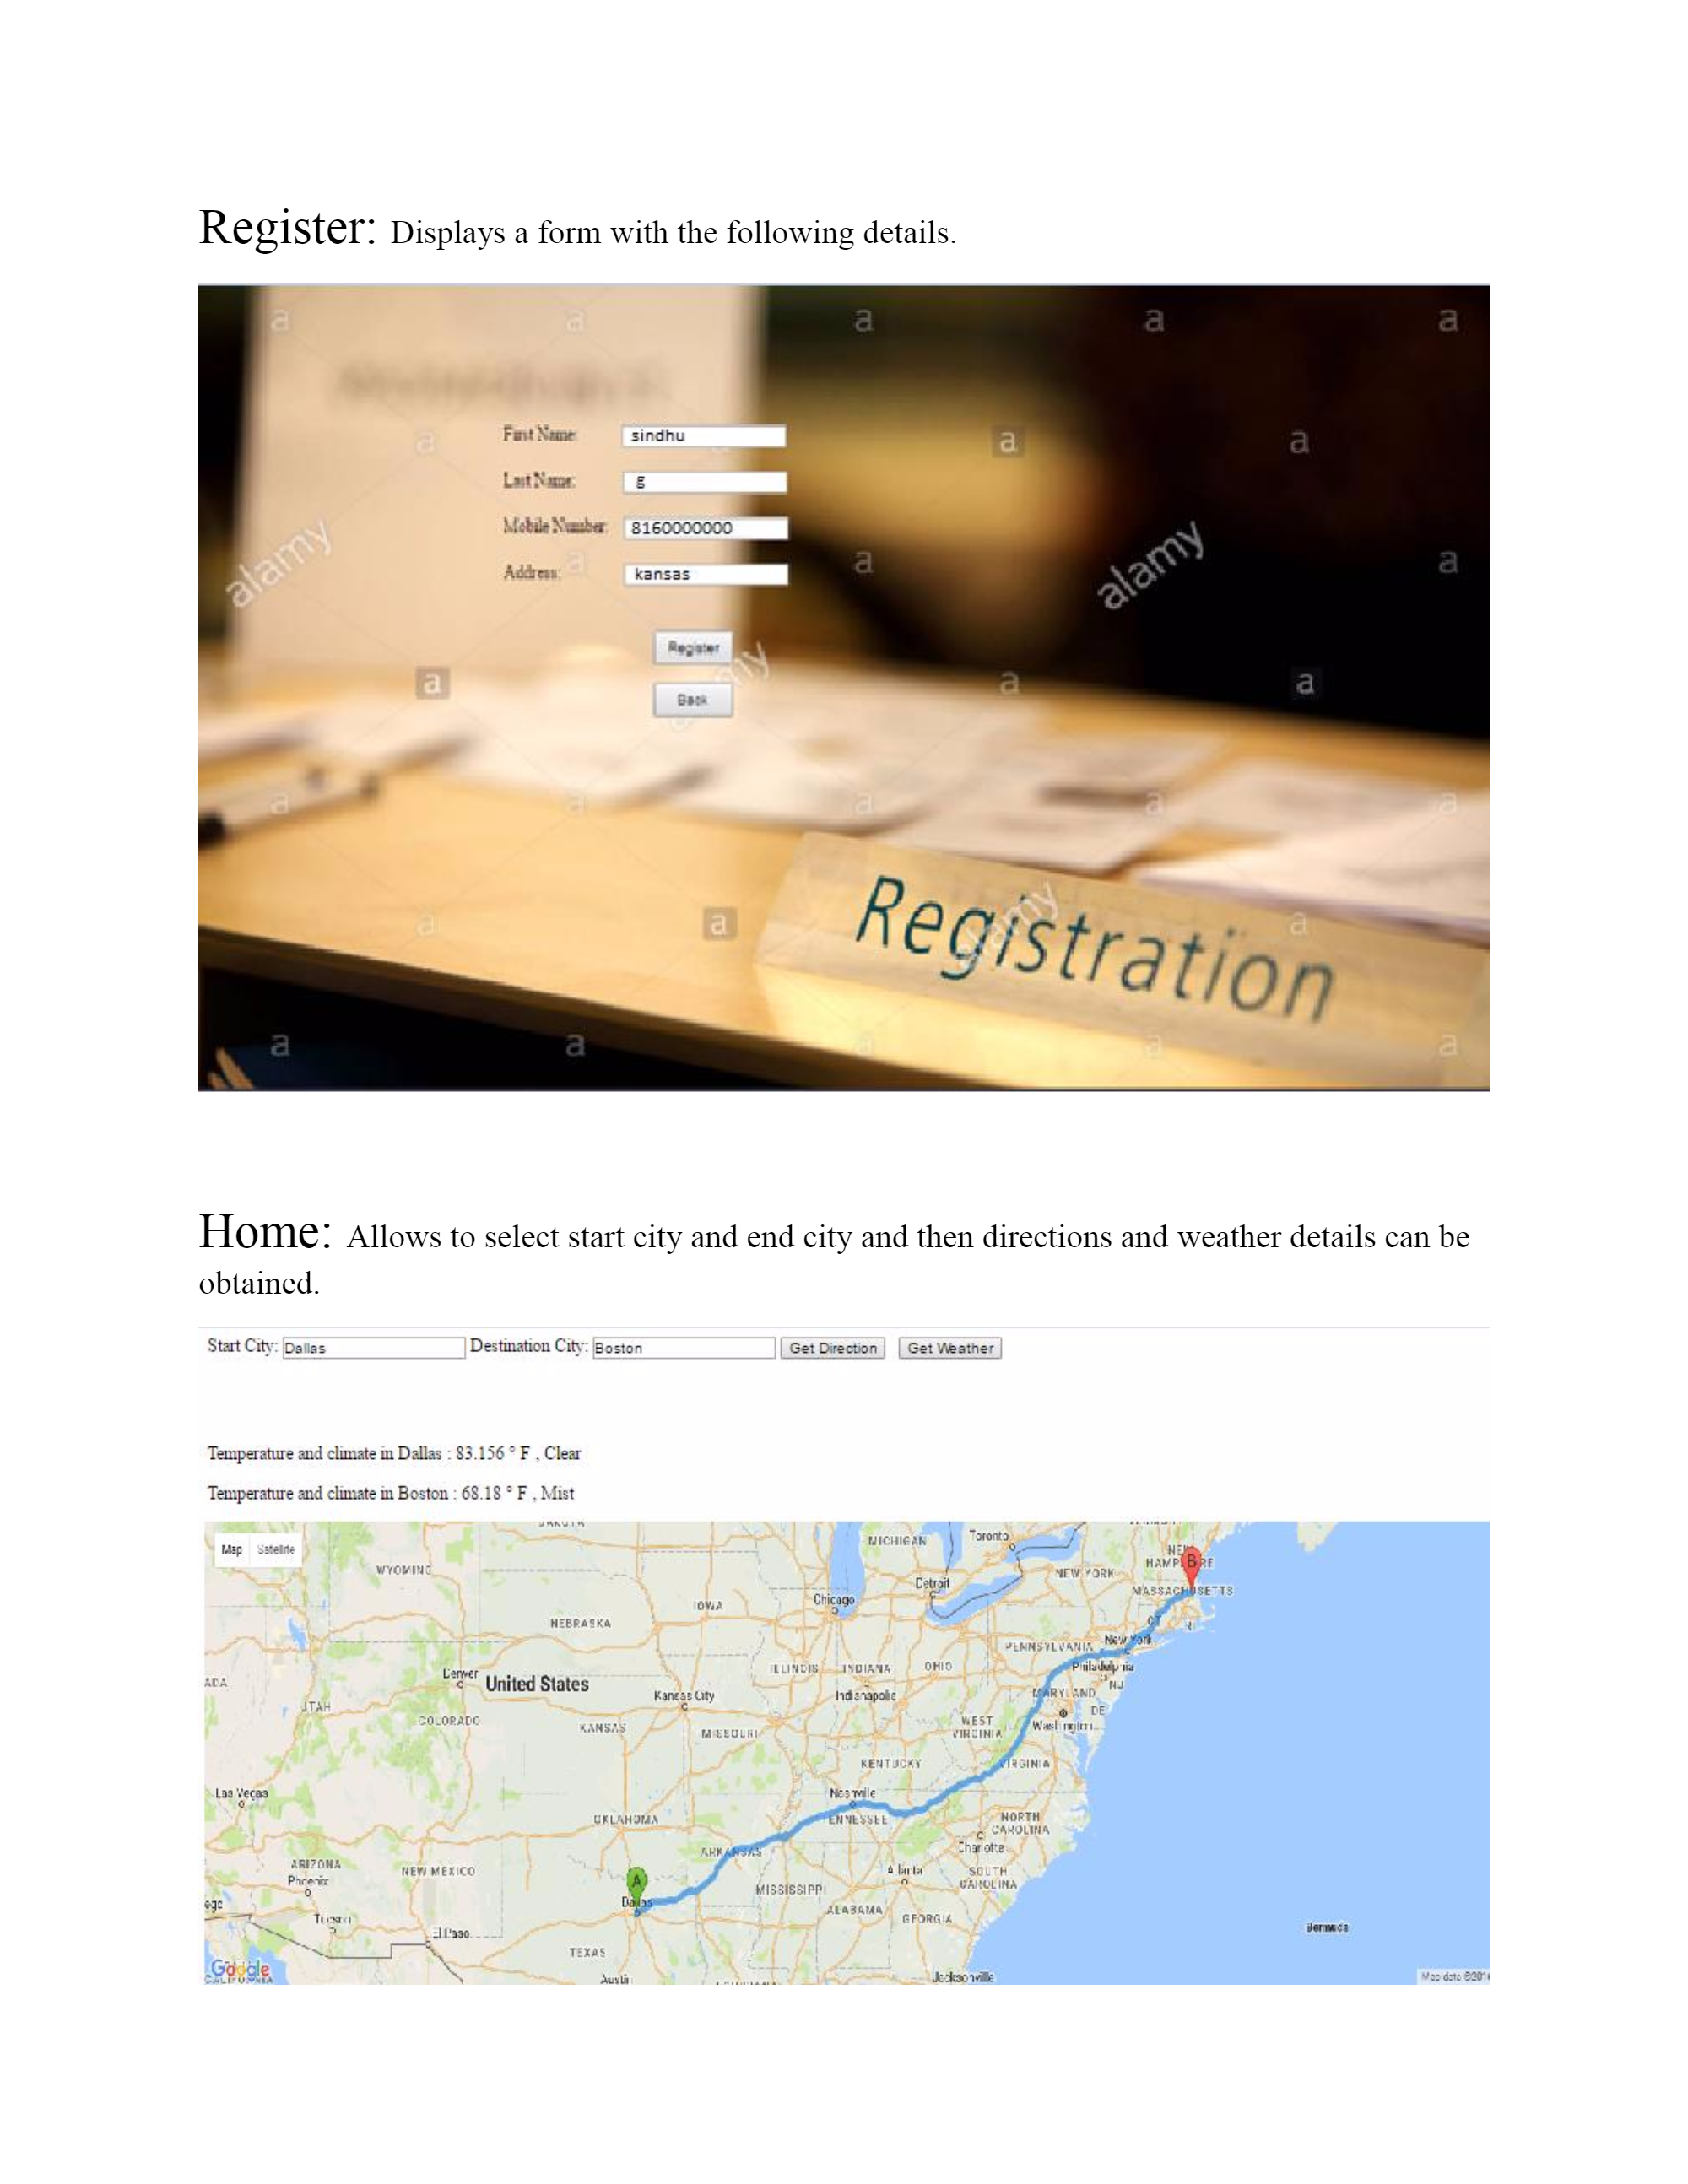 Register: Displays a form with the following details.
First Name: sindhu
Last Name: g
Mobile Number: 8160000000
Address: kansas
Register
Back
alamy
alamy
Registration
Home: Allows to select start city and end city and then directions and weather details can be
obtained.
Start City: Dallas Destination City: Boston Get Direction Get Weather
Temperature and climate in Dallas : 83.156 ° F , Clear
Temperature and climate in Boston : 68.18 ° F , Mist
Map Satellite
MICHIGAN Toronto
WYOMING
HAMPSHIRE
Detroit NEW YORK
MASSACHUSETTS
Chicago
IOWA
NEBRASKA
CT RI
PENNSYLVANIA New York
ILLINOIS INDIANA OHIO Philadelphia
Denver United States
NJ
UTAH Kansas City Indianapolis MARYLAND
COLORADO KANSAS MISSOURI WEST VIRGINIA DE
Washington
KENTUCKY VIRGINIA
Las Vegas Nashville
OKLAHOMA TENNESSEE NORTH CAROLINA
Charlotte
ARKANSAS
ARIZONA NEW MEXICO Atlanta SOUTH CAROLINA
Phoenix
A
B
Dallas MISSISSIPPI
ALABAMA GEORGIA
Tucson El Paso Bermuda
TEXAS
Google Austin Jacksonville